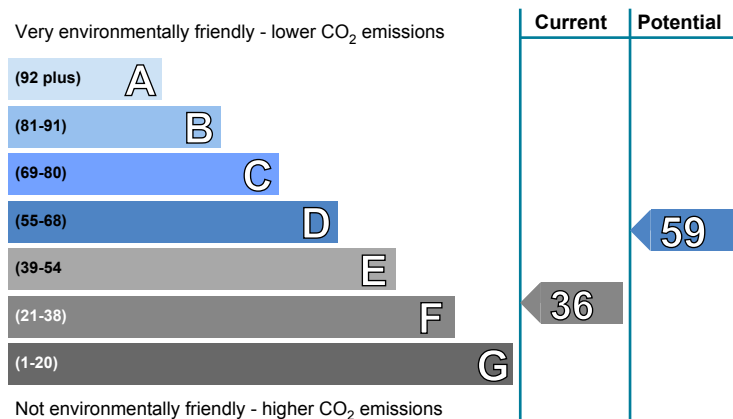 Very environmentally friendly - lower CO₂ emissions
Current
Potential
(92 plus) A
(81-91) B
(69-80) C
(55-68) D
59
(39-54 E
(21-38) F
36
(1-20) G
Not environmentally friendly - higher CO₂ emissions